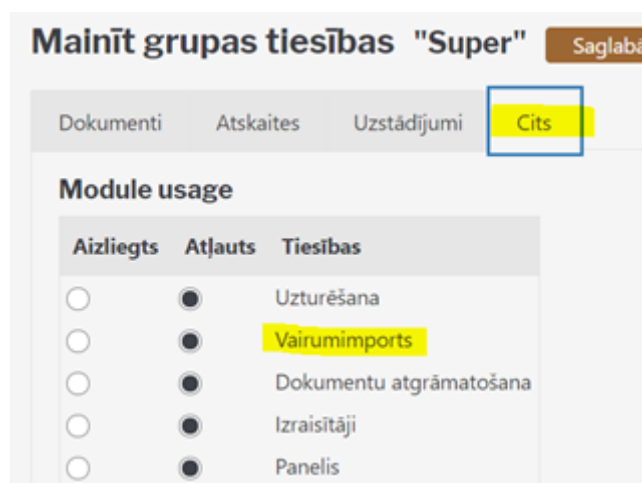 Mainīt grupas tiesības "Super" Saglabā
Dokumenti Atskaites Uzstādījumi Cits
Module usage
Aizliegts Atļauts Tiesības
Uzturēšana
Vairumimports
Dokumentu atgrāmatošana
Izraisītāji
Panelis